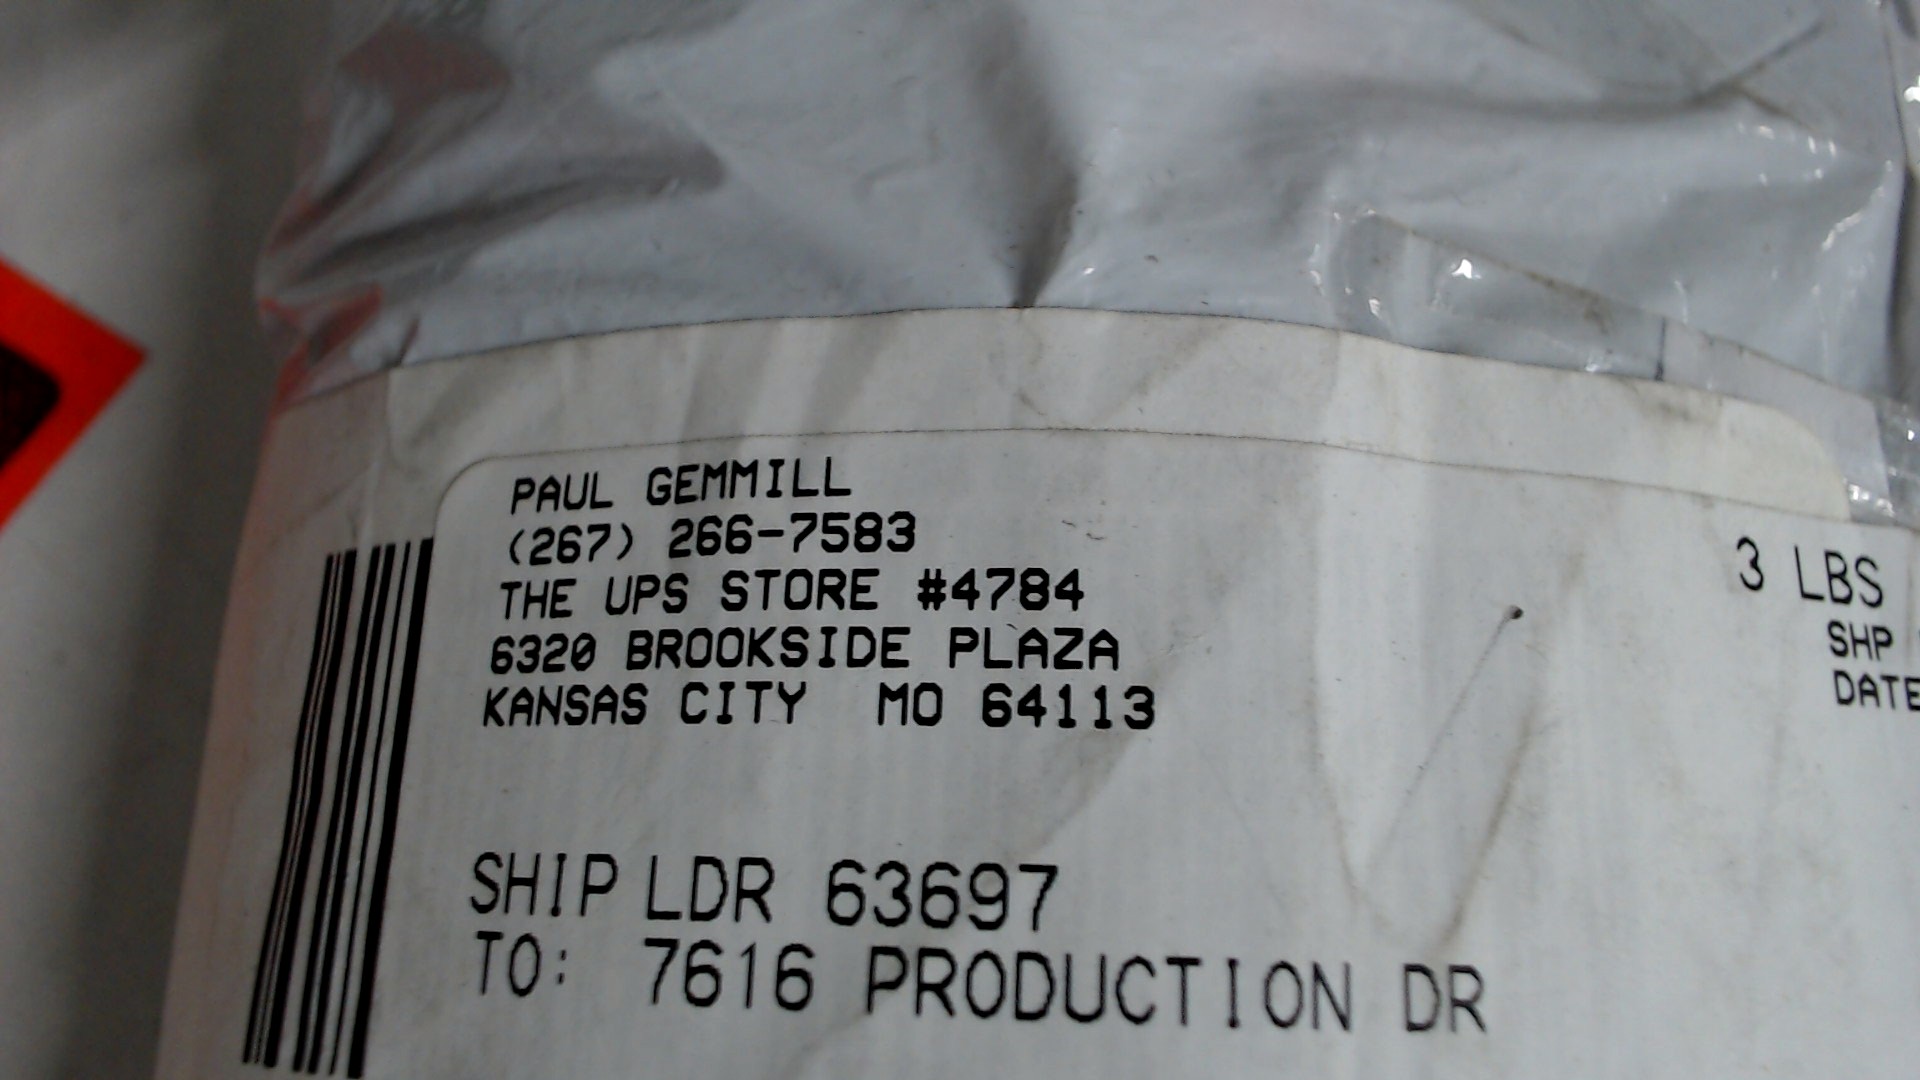 PAUL GEMMILL
(267) 266-7583
THE UPS STORE #4784
6320 BROOKSIDE PLAZA
KANSAS CITY MO 64113
3 LBS
SHP
DATE
SHIP LDR 63697
TO: 7616 PRODUCTION DR